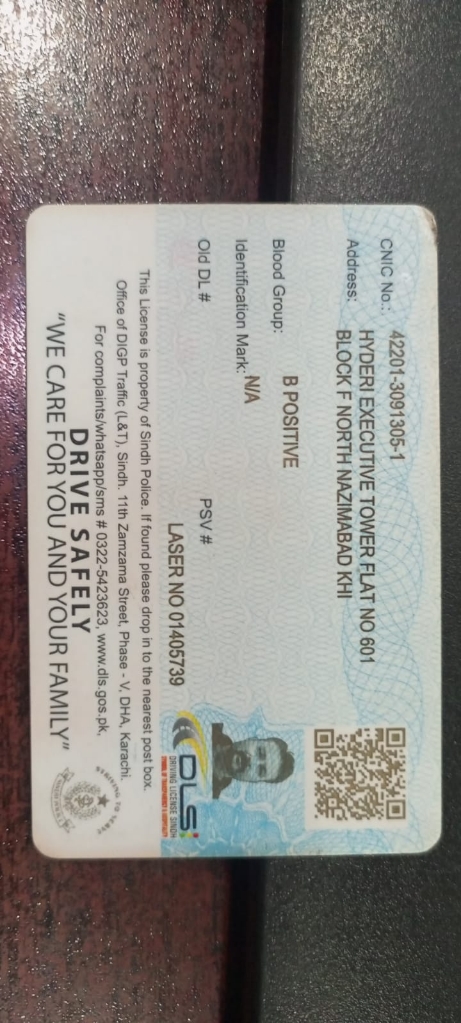 CNIC No.: 42201-3091305-1
Address: HYDERI EXECUTIVE TOWER FLAT NO 601
BLOCK F NORTH NAZIMABAD KHI
Blood Group: B POSITIVE
Identification Mark: N/A
Old DL # PSV #
LASER NO 01405739
DLS
DRIVING LICENSE SINDH
This License is property of Sindh Police. If found please drop in to the nearest post box.
Office of DIGP Traffic (L&T), Sindh. 11th Zamzama Street, Phase - V. DHA, Karachi.
For complaints/whatsapp/sms # 0322-5423623, www.dls.gos.pk,
DRIVE SAFELY
"WE CARE FOR YOU AND YOUR FAMILY"